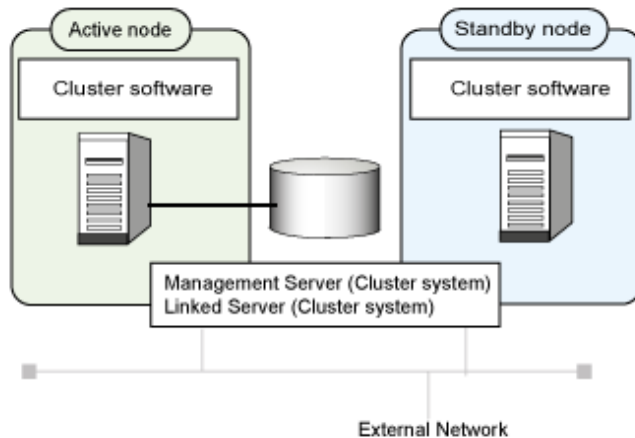 Active node
Standby node
Cluster software
Cluster software
Management Server (Cluster system)
Linked Server (Cluster system)
External Network